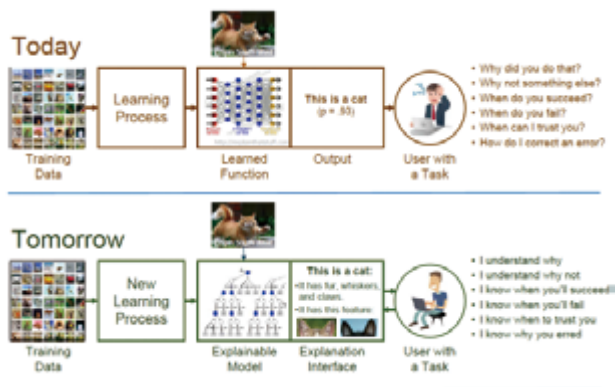 Today
Learning
Process
This is a cat
(p = .93)
Training
Data
Learned
Function
Output
User with
a Task
• Why did you do that?
• Why not something else?
• When do you succeed?
• When do you fail?
• When can I trust you?
• How do I correct an error?
Tomorrow
New
Learning
Process
This is a cat:
•It has fur, whiskers,
and claws.
•It has this feature:
Training
Data
Explainable
Model
Explanation
Interface
User with
a Task
• I understand why
• I understand why not
• I know when you'll succeed
• I know when you'll fail
• I know when to trust you
• I know why you erred